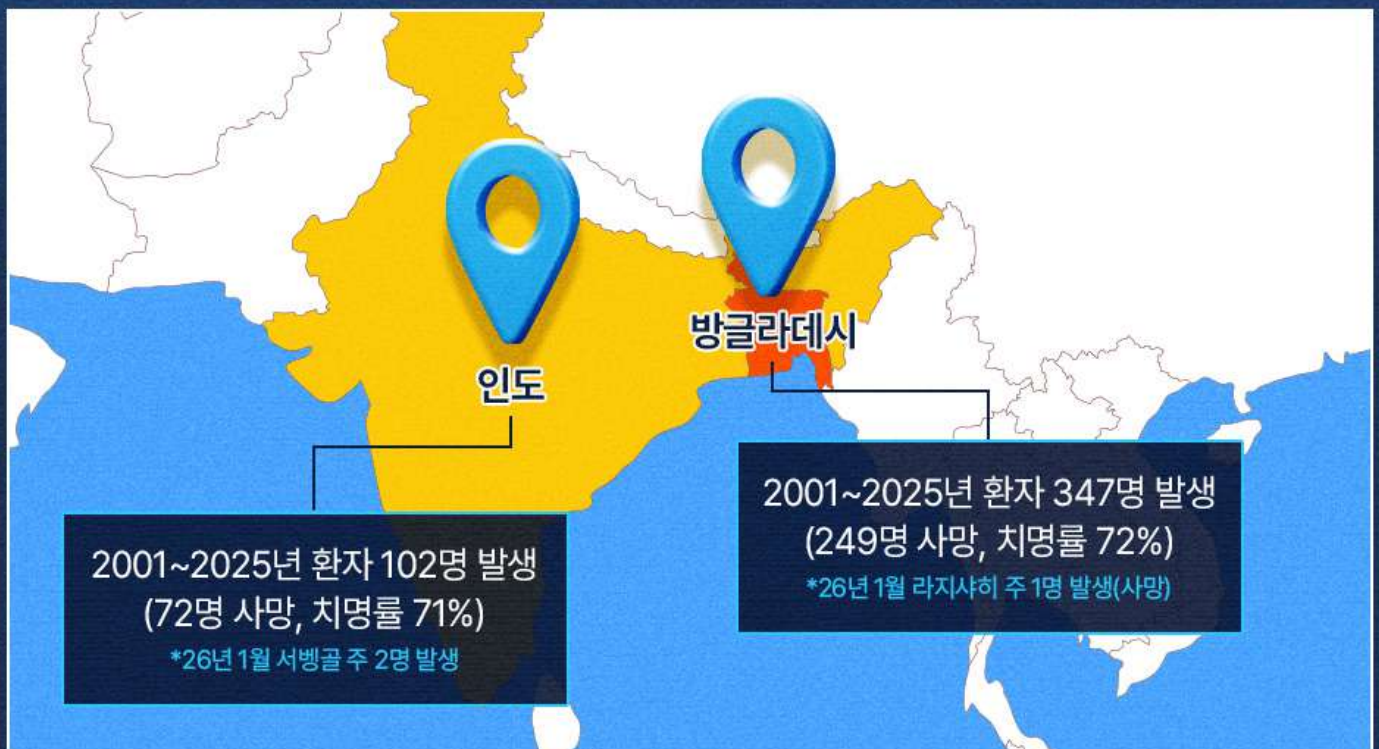 방글라데시
인도
2001~2025년 환자 347명 발생
(249명 사망, 치명률 72%)
*26년 1월 라지샤히 주 1명 발생(사망)
2001~2025년 환자 102명 발생
(72명 사망, 치명률 71%)
*26년 1월 서벵골 주 2명 발생